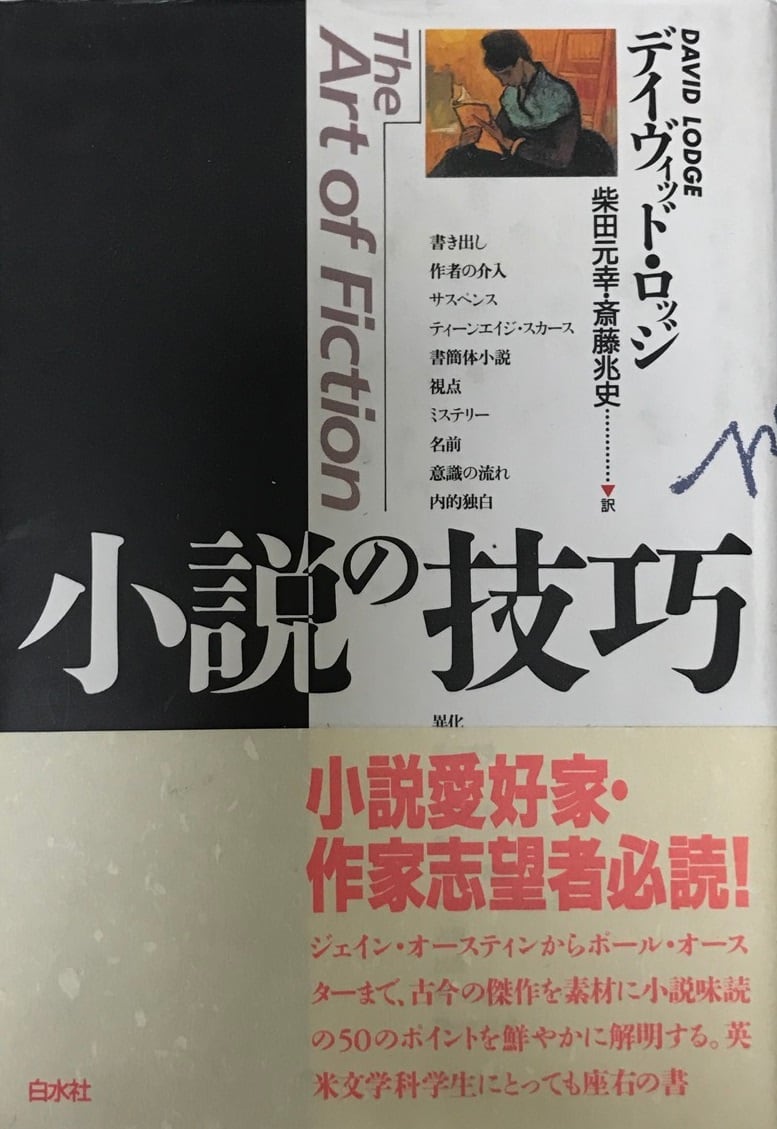 The
Art of Fiction
DAVID LODGE
デイヴィッド・ロッジ
柴田元幸・斎藤兆史…………▼訳
書き出し
作者の介入
サスペンス
ティーンエイジ・スカース
書簡体小説
視点
ミステリー
名前
意識の流れ
内的独白
小説の技巧
異化
小説愛好家・
作家志望者必読!
ジェイン・オースティンからポール・オース
ターまで、古今の傑作を素材に小説味読
の50のポイントを鮮やかに解明する。英
米文学科学生にとっても座右の書
白水社